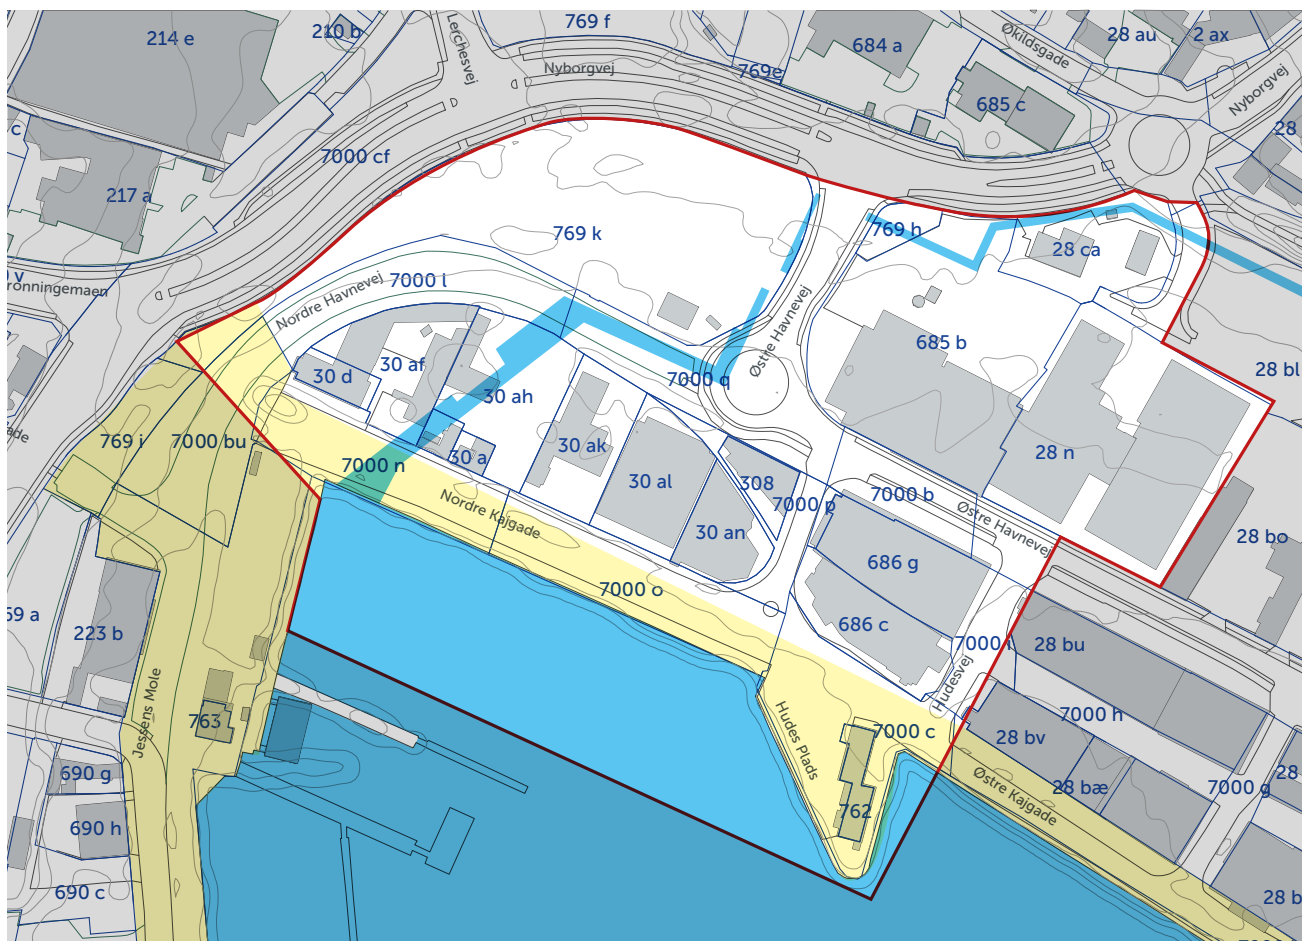 214 e
210 b
Lerchesvej
769 f
Nyborgvej
769e
684 a
Økildsgade
28 au
2 ax
Nyborgvej
685 c
28
c
7000 cf
217 a
769 k
769 h
28 ca
v
rønningemaen
Nordre Havnevej
7000 l
Østre Havnevej
685 b
28 bl
30 d
30 af
30 ah
7000 q
ade
769 i
7000 bu
7000 n
30 a
30 ak
30 al
308
7000 p
7000 b
28 n
Nordre Kajgade
30 an
Østre Havnevej
28 bo
686 g
7000 o
69 a
223 b
686 c
7000 i
28 bu
Hudesvej
Jessens Mole
763
Hudes Plads
7000 c
7000 h
28 bv
690 g
Østre Kajgade
28 bæ
7000 g
28
762
690 h
690 c
28 b